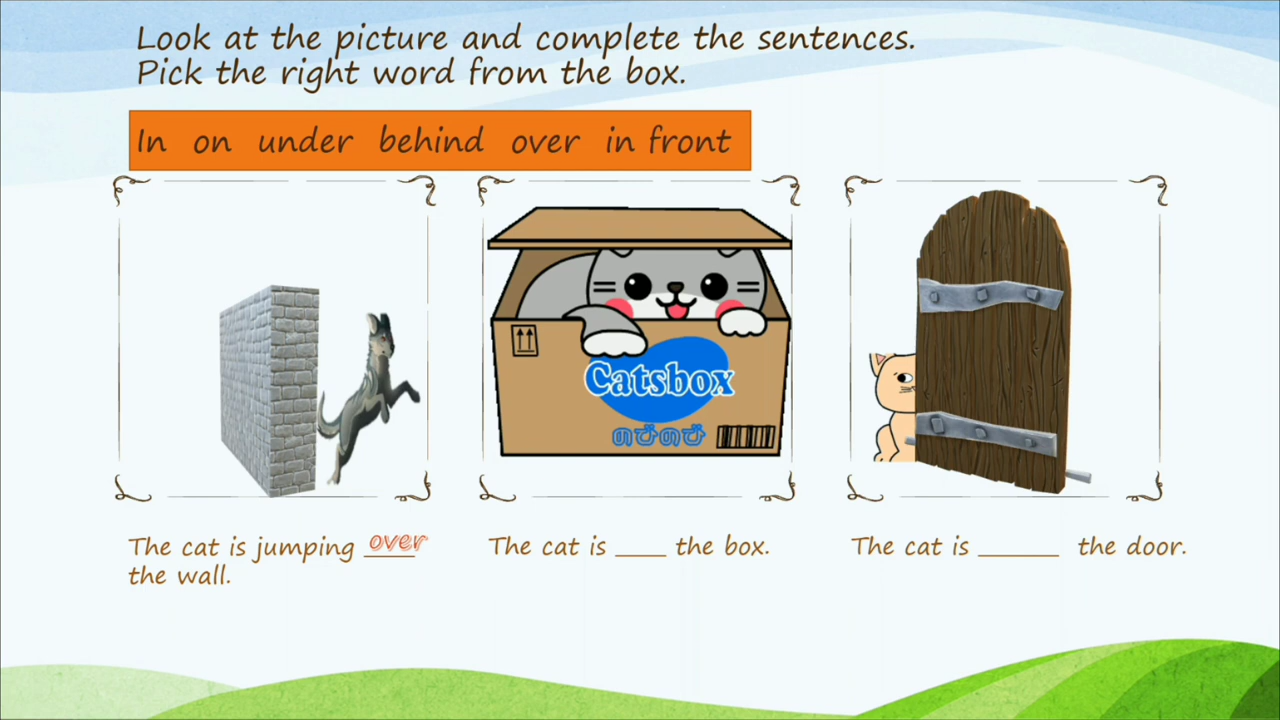 Look at the picture and complete the sentences.
Pick the right word from the box.
In on under behind over in front
Catsbox
のびのび
The cat is jumping over
the wall.
The cat is ____ the box.
The cat is ______ the door.